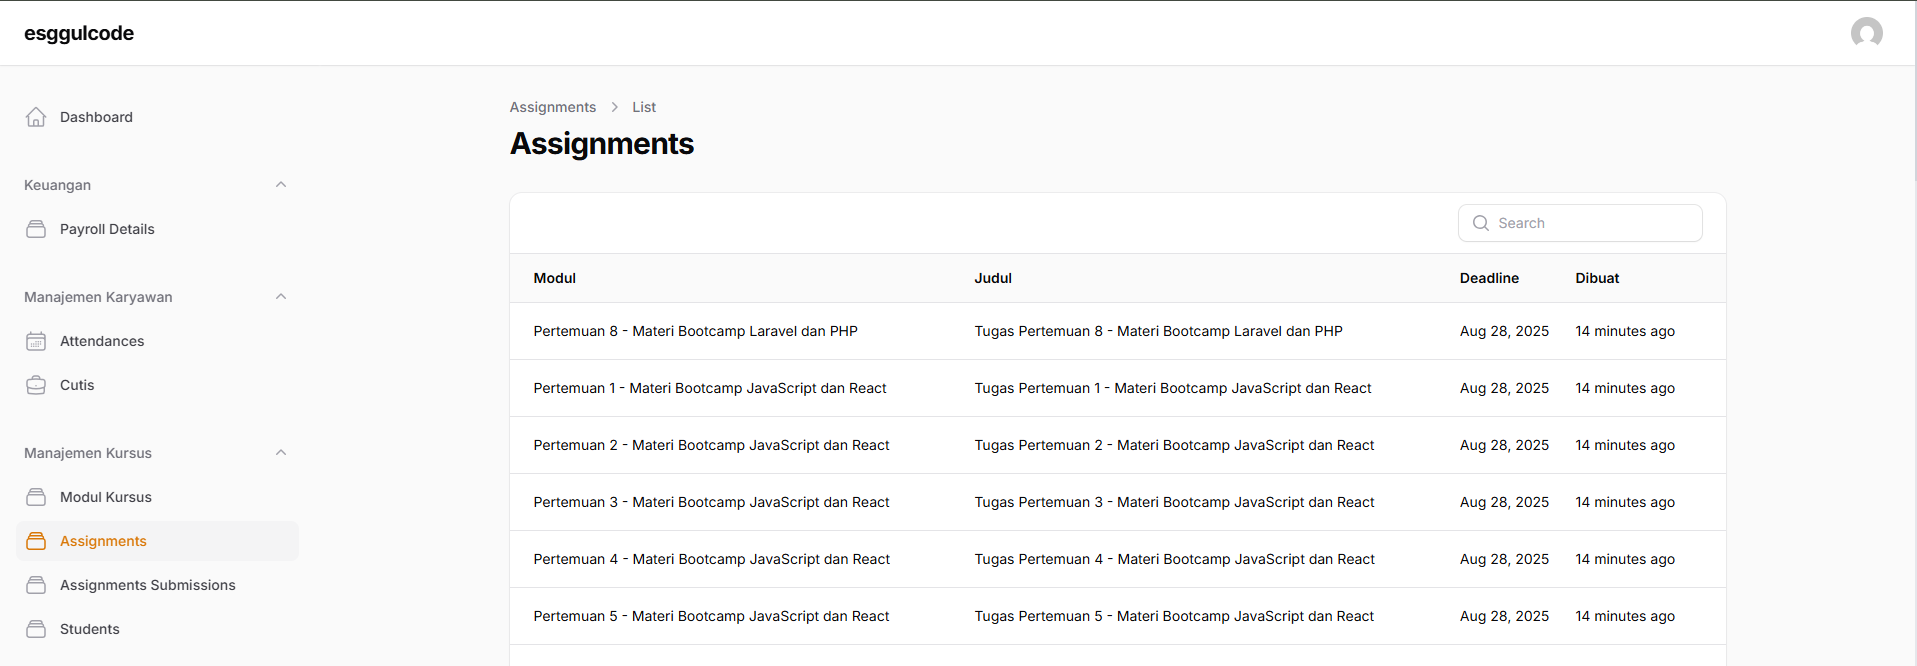 esggulcode
Dashboard
Keuangan
Payroll Details
Manajemen Karyawan
Attendances
Cutis
Manajemen Kursus
Modul Kursus
Assignments
Assignments Submissions
Students
Assignments > List
Assignments
Search
Modul Judul Deadline Dibuat
Pertemuan 8 - Materi Bootcamp Laravel dan PHP Tugas Pertemuan 8 - Materi Bootcamp Laravel dan PHP Aug 28, 2025 14 minutes ago
Pertemuan 1 - Materi Bootcamp JavaScript dan React Tugas Pertemuan 1 - Materi Bootcamp JavaScript dan React Aug 28, 2025 14 minutes ago
Pertemuan 2 - Materi Bootcamp JavaScript dan React Tugas Pertemuan 2 - Materi Bootcamp JavaScript dan React Aug 28, 2025 14 minutes ago
Pertemuan 3 - Materi Bootcamp JavaScript dan React Tugas Pertemuan 3 - Materi Bootcamp JavaScript dan React Aug 28, 2025 14 minutes ago
Pertemuan 4 - Materi Bootcamp JavaScript dan React Tugas Pertemuan 4 - Materi Bootcamp JavaScript dan React Aug 28, 2025 14 minutes ago
Pertemuan 5 - Materi Bootcamp JavaScript dan React Tugas Pertemuan 5 - Materi Bootcamp JavaScript dan React Aug 28, 2025 14 minutes ago